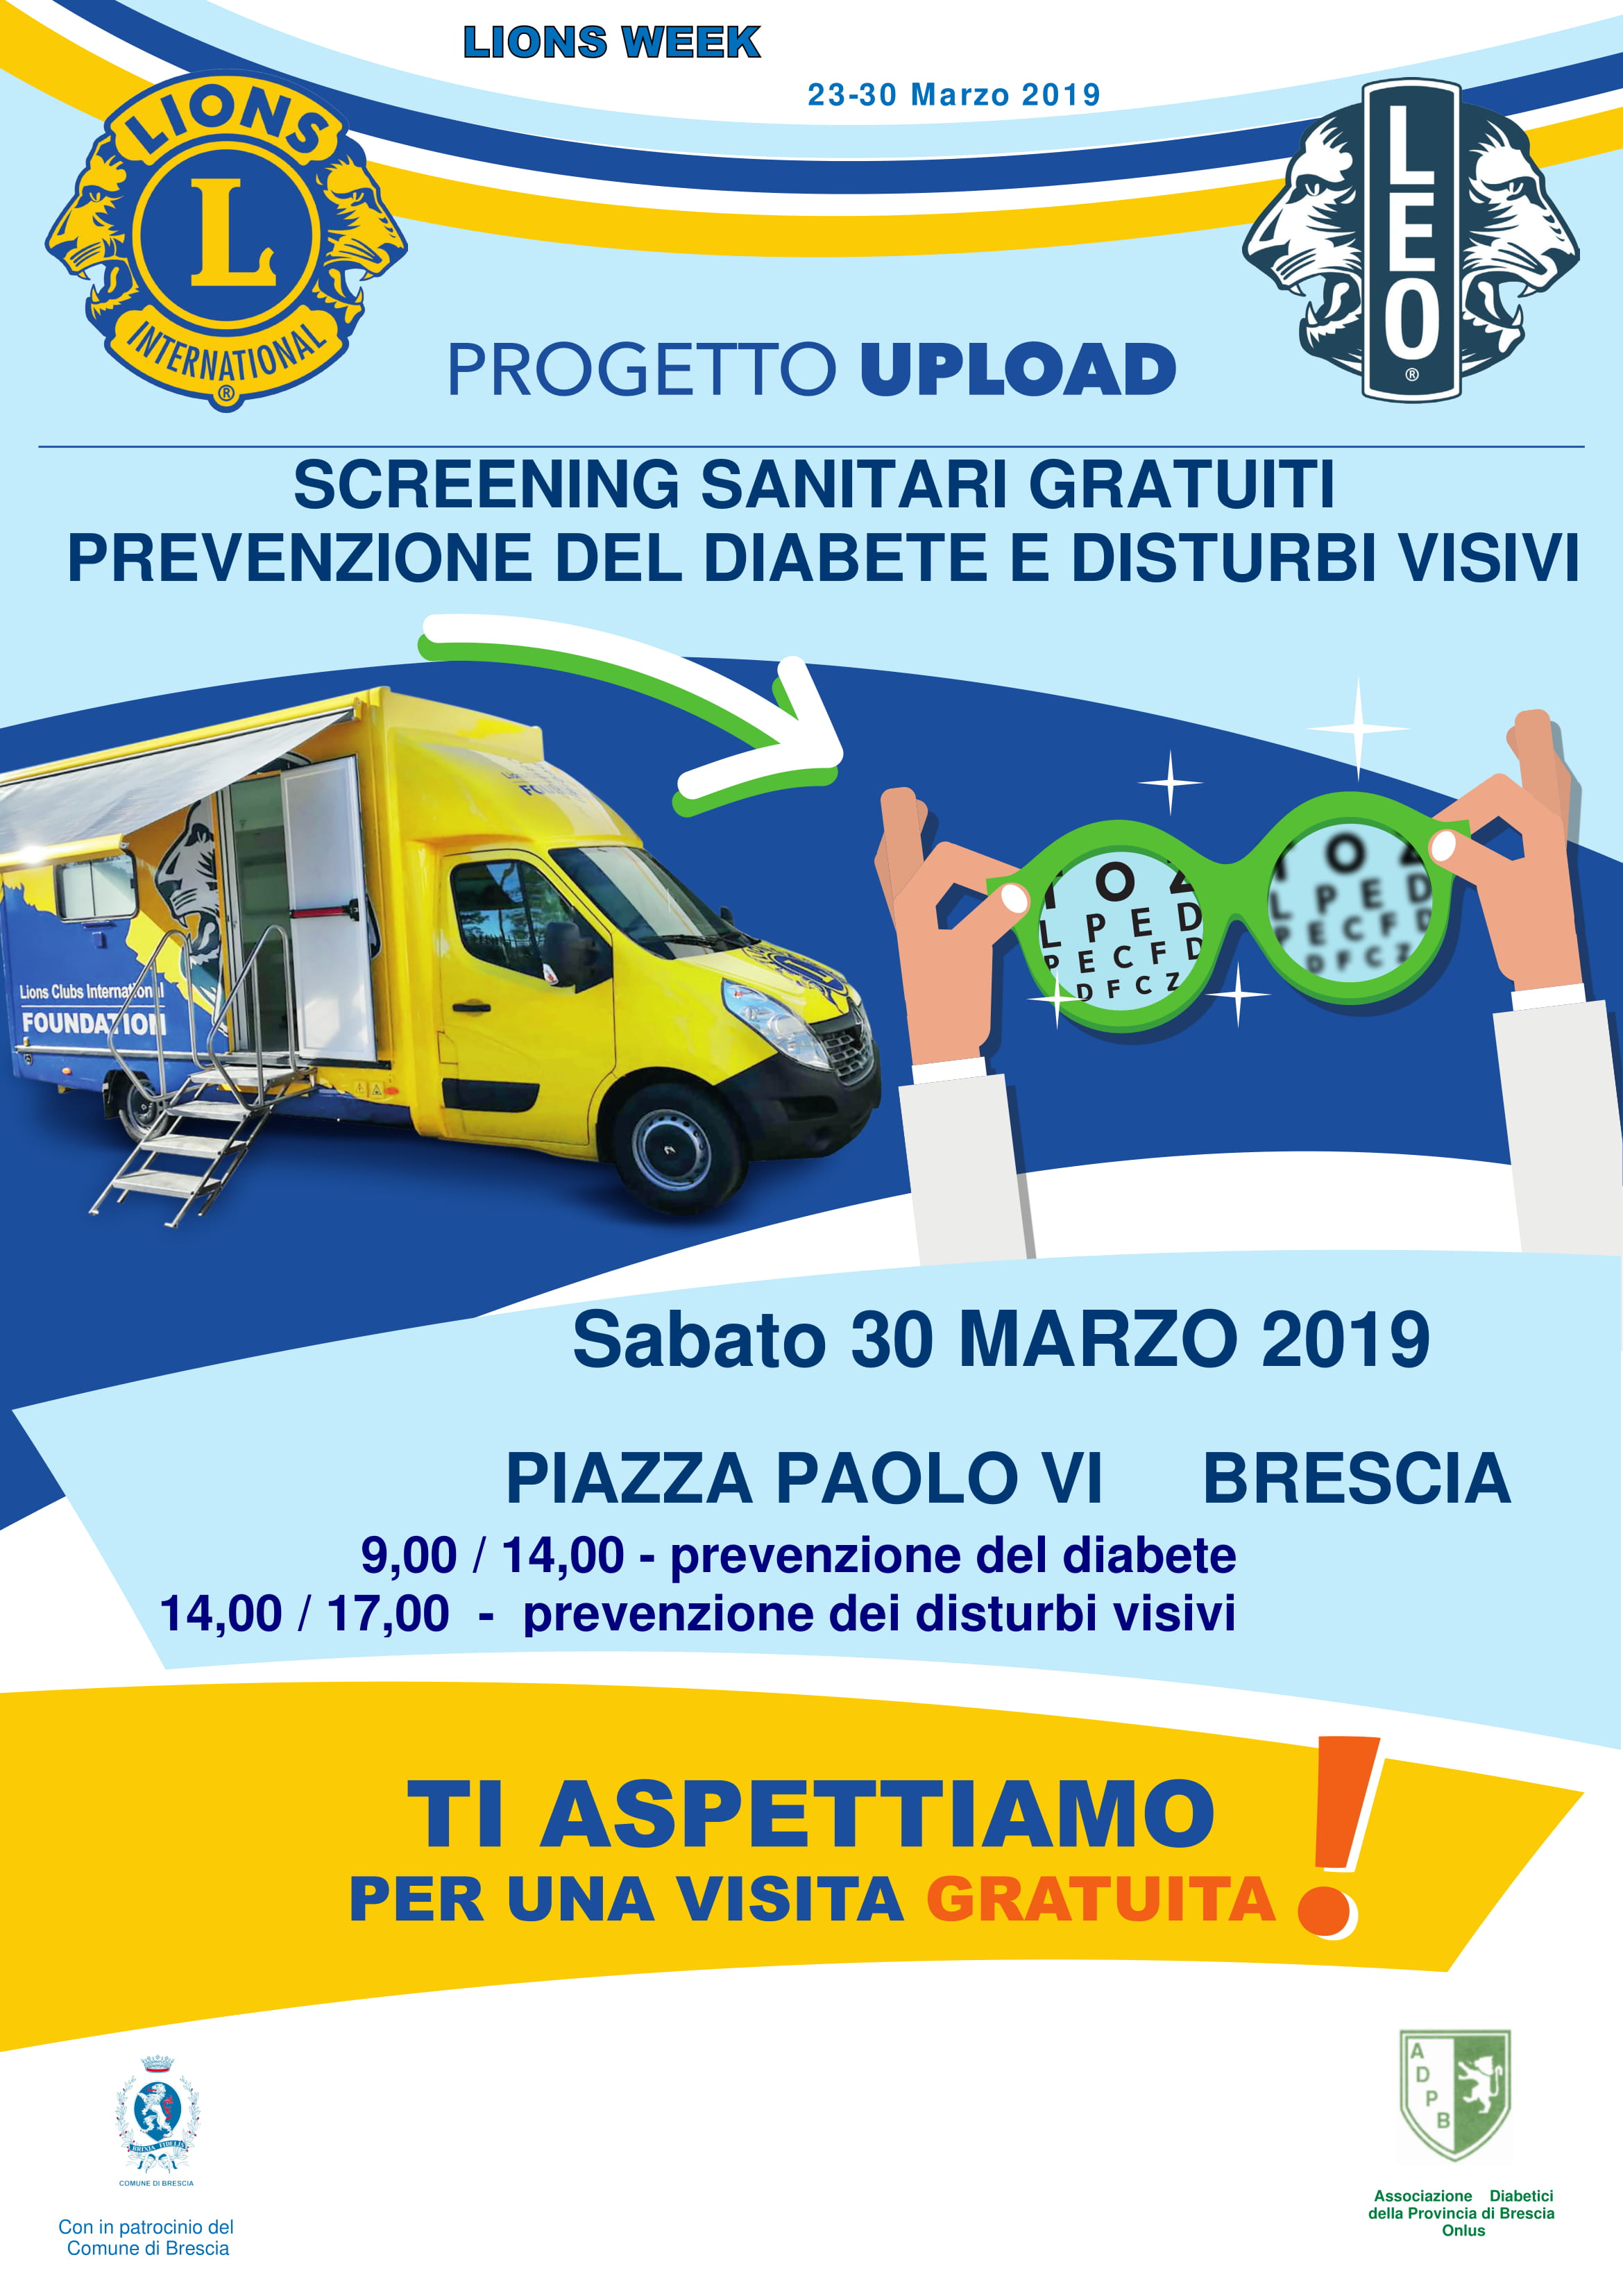 LIONS WEEK
23-30 Marzo 2019
LIONS
L
INTERNATIONAL
®
LEO
®
PROGETTO UPLOAD
SCREENING SANITARI GRATUITI
PREVENZIONE DEL DIABETE E DISTURBI VISIVI
Lions Clubs International
FOUNDATION
T O Z
L P E D
P E C F D
D F C Z
T O Z
L P E D
P E C F D
D F C Z
Sabato 30 MARZO 2019
PIAZZA PAOLO VI BRESCIA
9,00 / 14,00 - prevenzione del diabete
14,00 / 17,00 - prevenzione dei disturbi visivi
TI ASPETTIAMO
PER UNA VISITA GRATUITA !
BRIXIA FIDELIS
COMUNE DI BRESCIA
Con in patrocinio del
Comune di Brescia
A
D
P
B
Associazione Diabetici
della Provincia di Brescia
Onlus